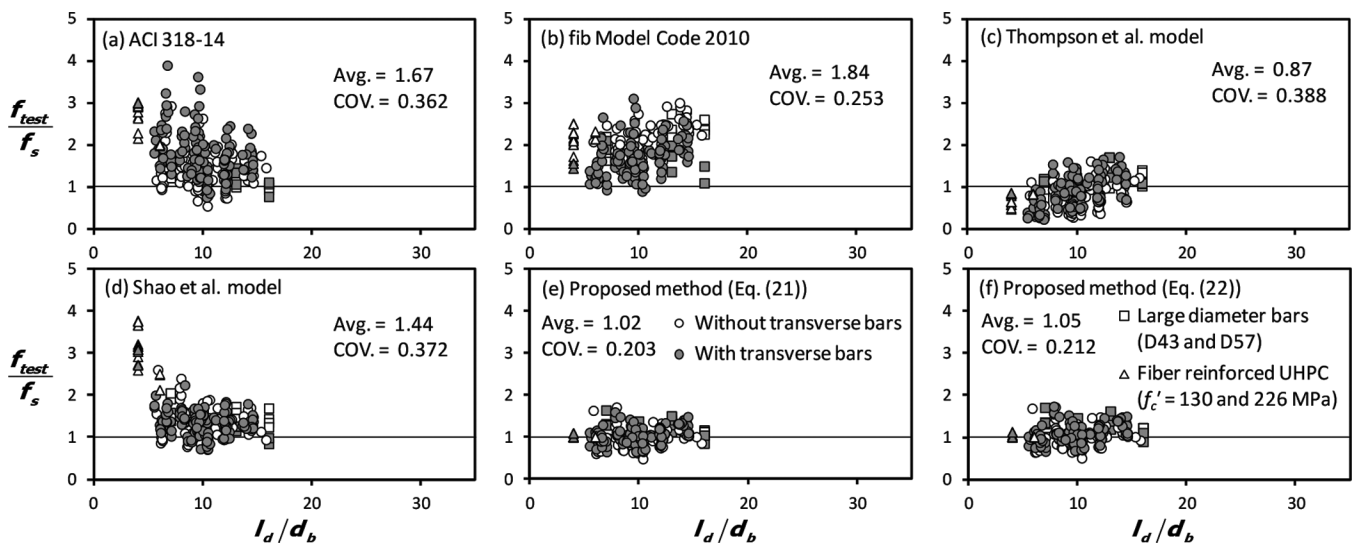 (a) ACI 318-14
Avg. = 1.67
COV. = 0.362
f_test
f_s
5
4
3
2
1
0
0
10
20
30
(b) fib Model Code 2010
Avg. = 1.84
COV. = 0.253
5
4
3
2
1
0
0
10
20
30
(c) Thompson et al. model
Avg. = 0.87
COV. = 0.388
5
4
3
2
1
0
0
10
20
30
(d) Shao et al. model
Avg. = 1.44
COV. = 0.372
f_test
f_s
5
4
3
2
1
0
0
10
20
30
l_d/d_b
(e) Proposed method (Eq. (21))
Avg. = 1.02
COV. = 0.203
Without transverse bars
With transverse bars
5
4
3
2
1
0
0
10
20
30
l_d/d_b
(f) Proposed method (Eq. (22))
Avg. = 1.05
COV. = 0.212
Large diameter bars
(D43 and D57)
Fiber reinforced UHPC
(f_c' = 130 and 226 MPa)
5
4
3
2
1
0
0
10
20
30
l_d/d_b